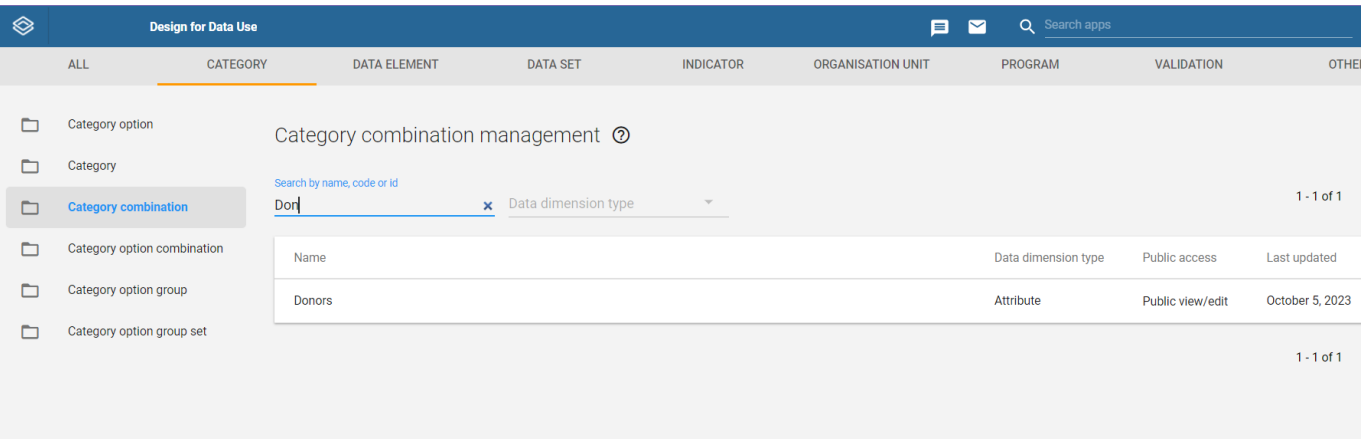 Design for Data Use
Search apps
ALL CATEGORY DATA ELEMENT DATA SET INDICATOR ORGANISATION UNIT PROGRAM VALIDATION OTHER
Category option
Category
Category combination
Category option combination
Category option group
Category option group set
Category combination management ?
Search by name, code or id
Don
Data dimension type
1 - 1 of 1
Name Data dimension type Public access Last updated
Donors Attribute Public view/edit October 5, 2023
1 - 1 of 1